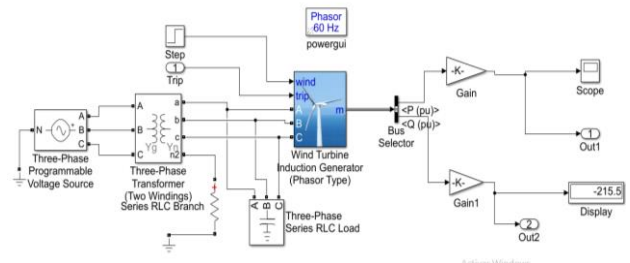 Phasor
60 Hz
powergui
Step
1
Trip
wind
trip
A
B
C
m
Wind Turbine
Induction Generator
(Phasor Type)
<P (pu)>
<Q (pu)>
Bus
Selector
-K-
Gain
Scope
1
Out1
-K-
Gain1
-215.5
Display
2
Out2
N
A
B
C
Three-Phase
Programmable
Voltage Source
A
B
C
a
b
c
n2
Yg
Yn
Three-Phase
Transformer
(Two Windings)
Series RLC Branch
A B C
Three-Phase
Series RLC Load